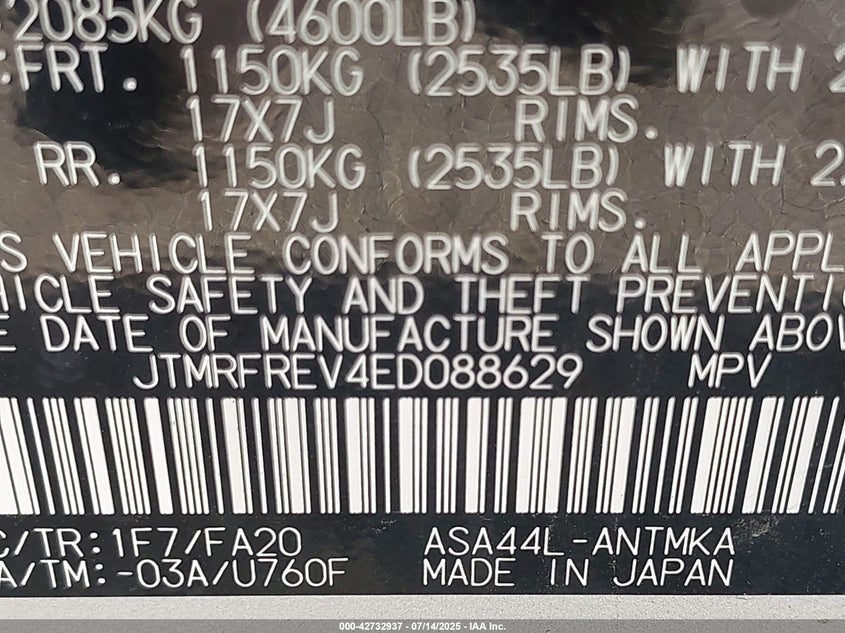 2085KG (4600LB)
FRT. 1150KG (2535LB) WITH 2
17X7J RIMS.
RR. 1150KG (2535LB) WITH 2
17X7J RIMS.
S VEHICLE CONFORMS TO ALL APPL
HICLE SAFETY AND THEFT PREVENTI
E DATE OF MANUFACTURE SHOWN ABOV
JTMRFREV4ED088629 MPV
C/TR:1F7/FA20 ASA44L-ANTMKA
A/TM:-03A/U760F MADE IN JAPAN
000-42732937 - 07/14/2025 - IAA Inc.